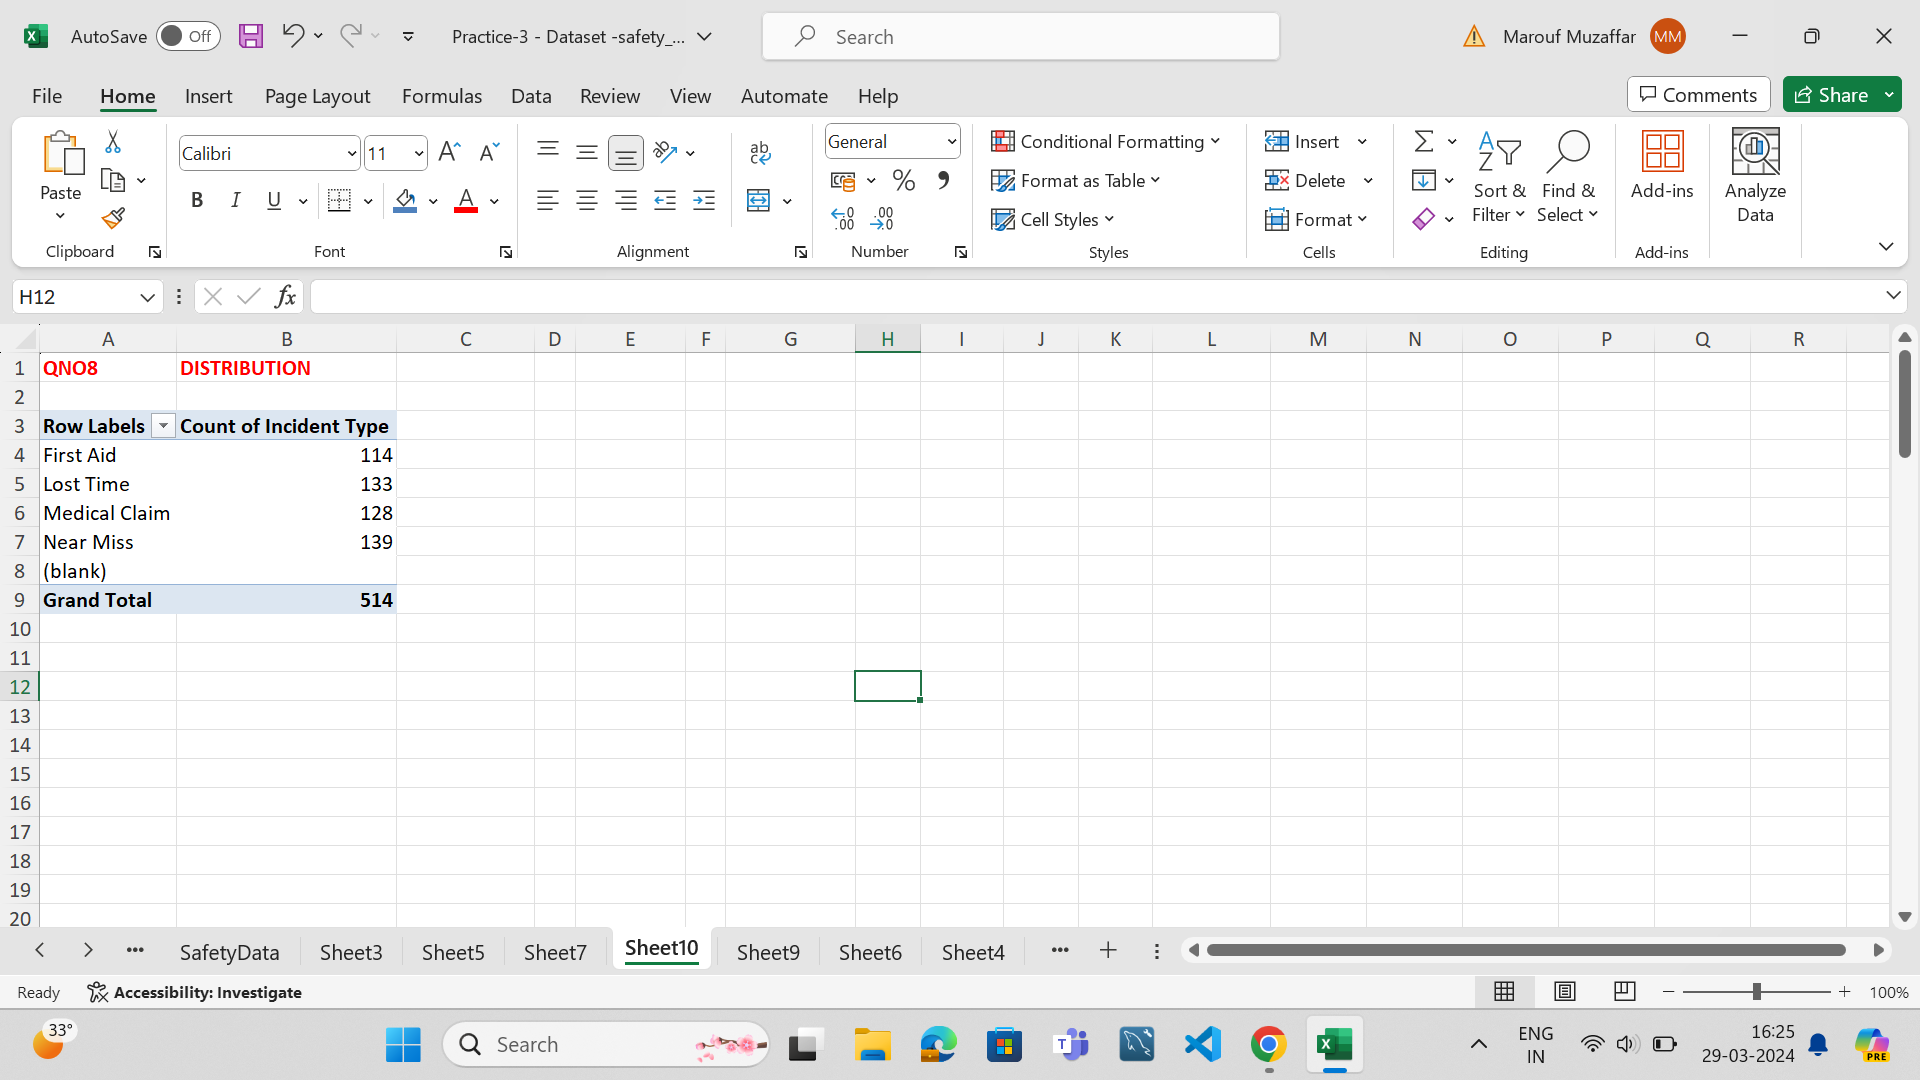 AutoSave Off Practice-3 - Dataset -safety_... Search Marouf Muzaffar MM
File Home Insert Page Layout Formulas Data Review View Automate Help Comments Share
Paste
Clipboard
Calibri 11
B I U A
Font
ab
Alignment
General
% 9
Number
Conditional Formatting
Format as Table
Cell Styles
Styles
Insert
Delete
Format
Cells
Sort & Filter
Find & Select
Editing
Add-ins
Add-ins
Analyze Data
H12 fx
A B C D E F G H I J K L M N O P Q R
1 QNO8 DISTRIBUTION
2
3 Row Labels Count of Incident Type
4 First Aid 114
5 Lost Time 133
6 Medical Claim 128
7 Near Miss 139
8 (blank)
9 Grand Total 514
10
11
12
13
14
15
16
17
18
19
20
SafetyData Sheet3 Sheet5 Sheet7 Sheet10 Sheet9 Sheet6 Sheet4
Ready Accessibility: Investigate 100%
33° Search ENG IN 16:25 29-03-2024 PRE